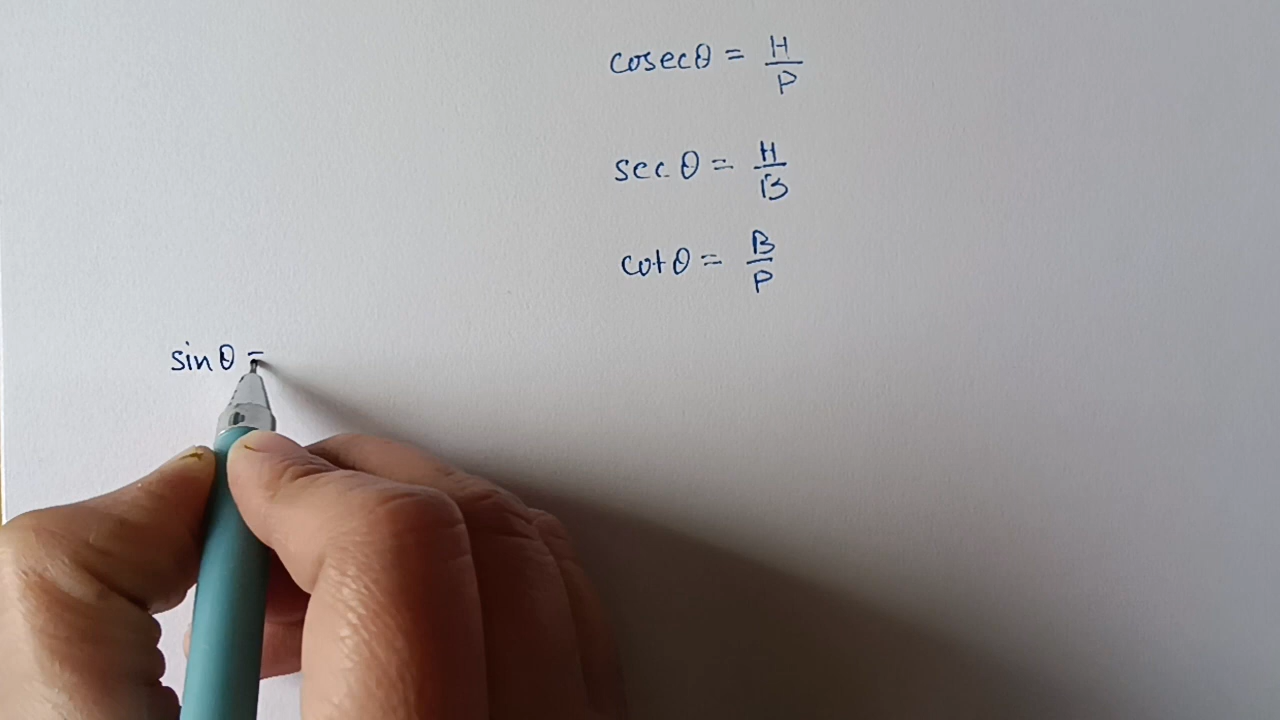 cosecθ = H/P
secθ = H/B
cotθ = B/P
sinθ =